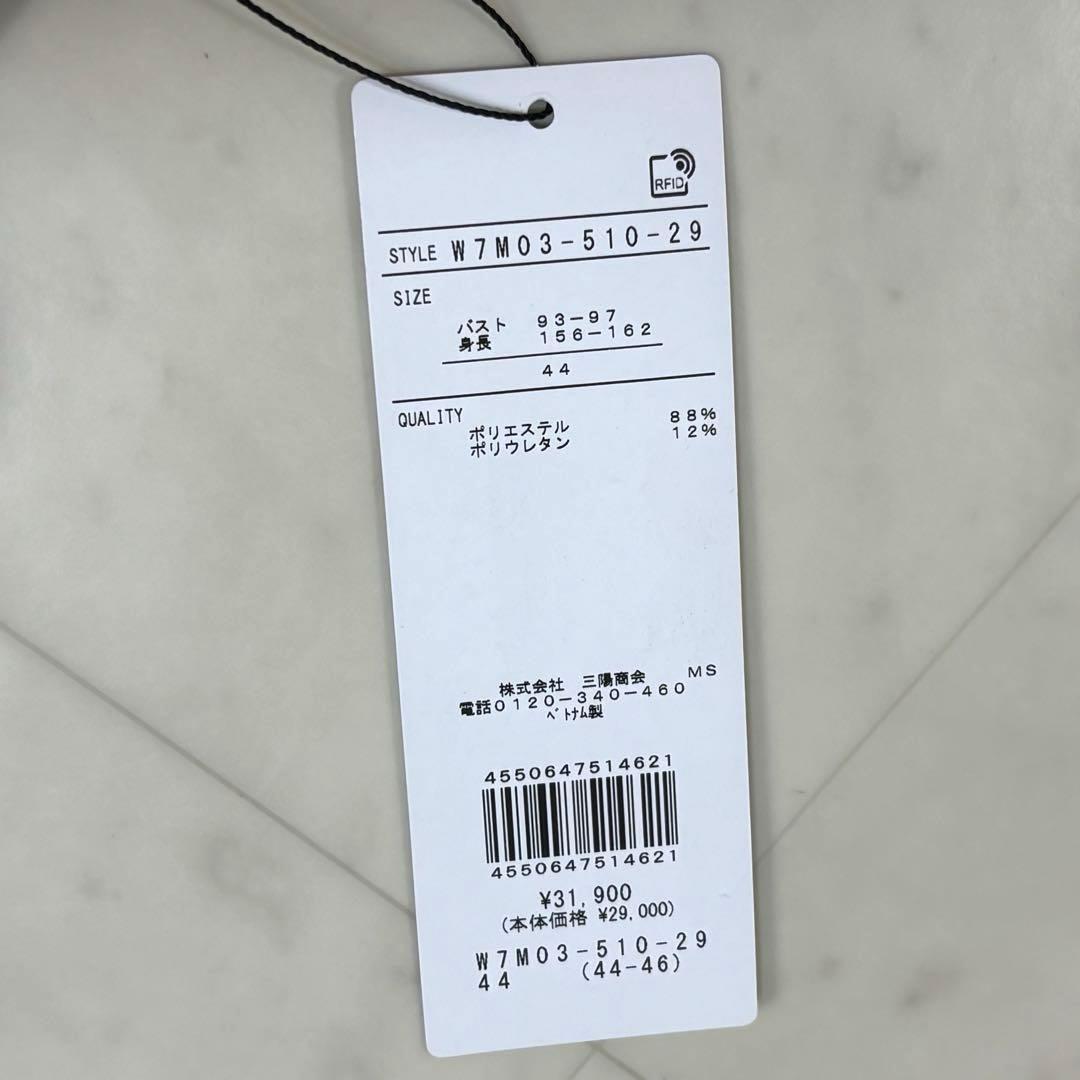 RFID
STYLE W7M03-510-29
SIZE
バスト 93-97
身長 156-162
44
QUALITY
ポリエステル 88%
ポリウレタン 12%
株式会社 三陽商会 MS
電話0120-340-460
ベトナム製
4550647514621
4550647514621
¥31,900
(本体価格 ¥29,000)
W7M03-510-29
44 (44-46)